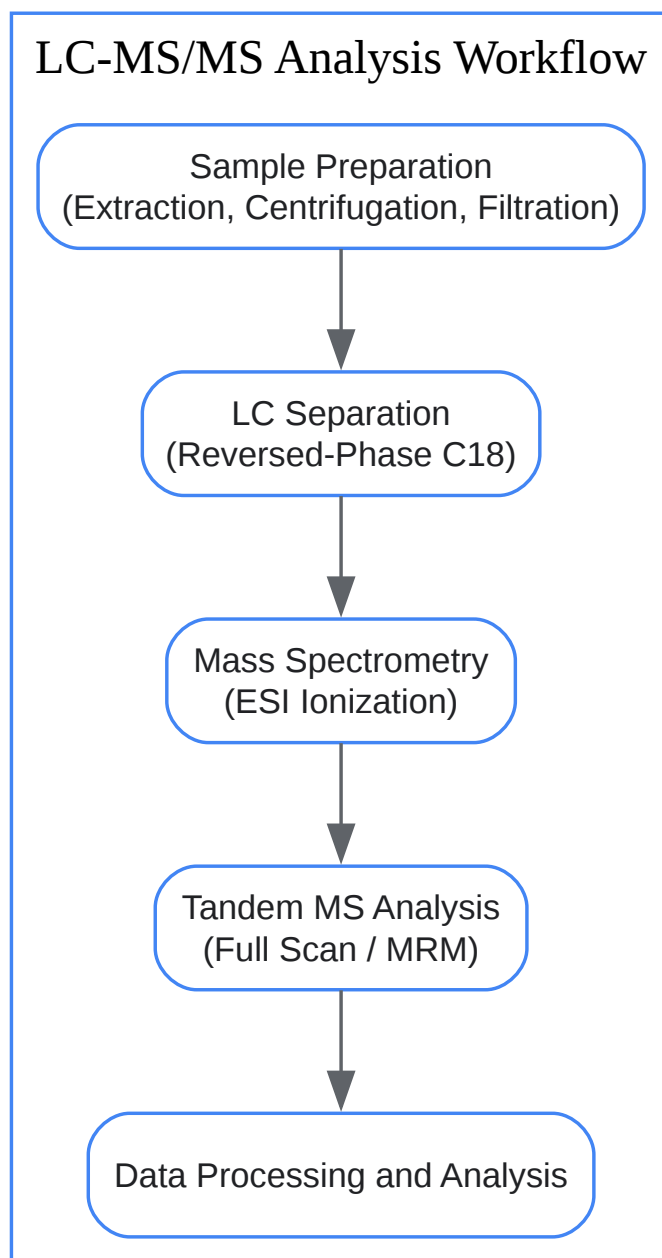 LC-MS/MS Analysis Workflow
Sample Preparation
(Extraction, Centrifugation, Filtration)
LC Separation
(Reversed-Phase C18)
Mass Spectrometry
(ESI Ionization)
Tandem MS Analysis
(Full Scan / MRM)
Data Processing and Analysis